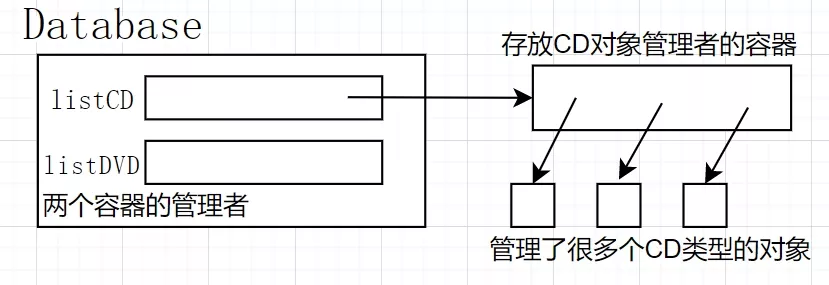 Database
存放CD对象管理者的容器
listCD
listDVD
两个容器的管理者
管理了很多个CD类型的对象